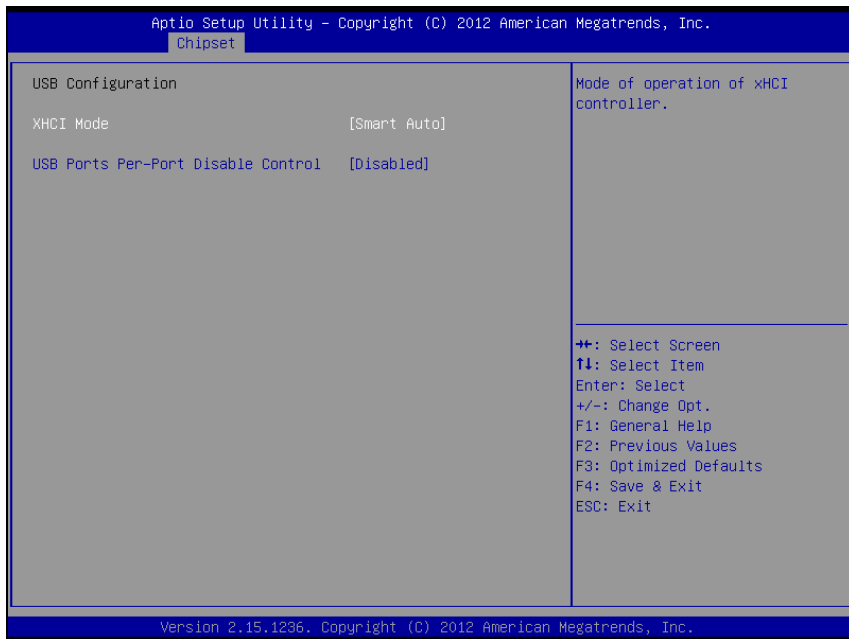 Aptio Setup Utility – Copyright (C) 2012 American Megatrends, Inc.
Chipset
USB Configuration
XHCI Mode [Smart Auto]
USB Ports Per-Port Disable Control [Disabled]
Mode of operation of xHCI
controller.
→←: Select Screen
↑↓: Select Item
Enter: Select
+/-: Change Opt.
F1: General Help
F2: Previous Values
F3: Optimized Defaults
F4: Save & Exit
ESC: Exit
Version 2.15.1236. Copyright (C) 2012 American Megatrends, Inc.